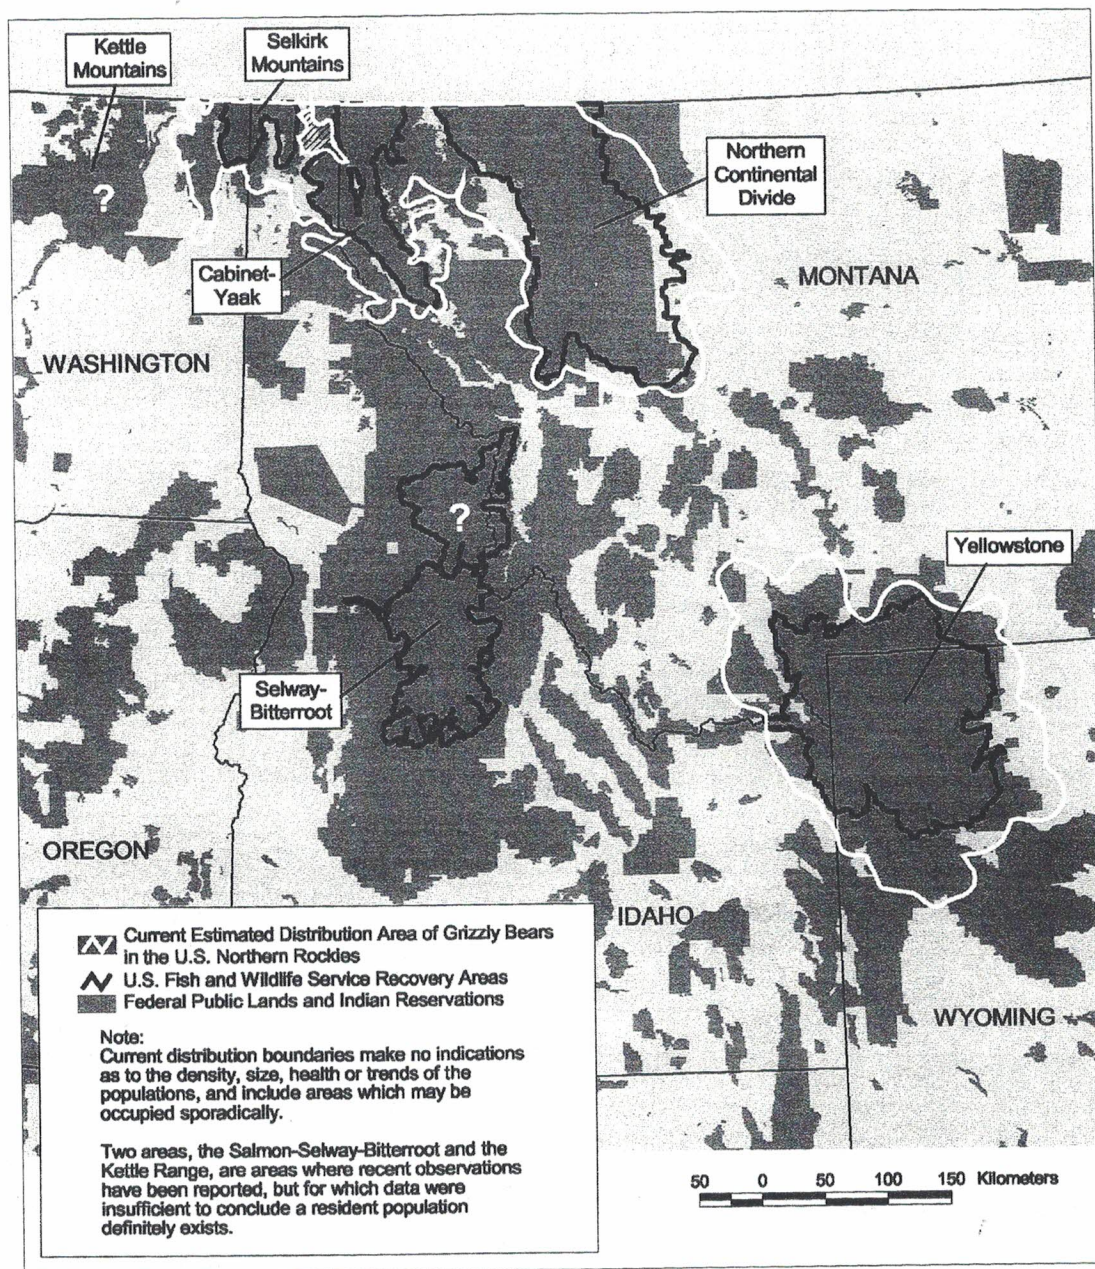 Kettle
Mountains
Selkirk
Mountains
?
Northern
Continental
Divide
Cabinet-
Yaak
MONTANA
WASHINGTON
?
Yellowstone
Selway-
Bitterroot
OREGON
IDAHO
WYOMING
Current Estimated Distribution Area of Grizzly Bears
in the U.S. Northern Rockies
U.S. Fish and Wildlife Service Recovery Areas
Federal Public Lands and Indian Reservations
Note:
Current distribution boundaries make no indications
as to the density, size, health or trends of the
populations, and include areas which may be
occupied sporadically.
Two areas, the Salmon-Selway-Bitterroot and the
Kettle Range, are areas where recent observations
have been reported, but for which data were
insufficient to conclude a resident population
definitely exists.
50 0 50 100 150 Kilometers